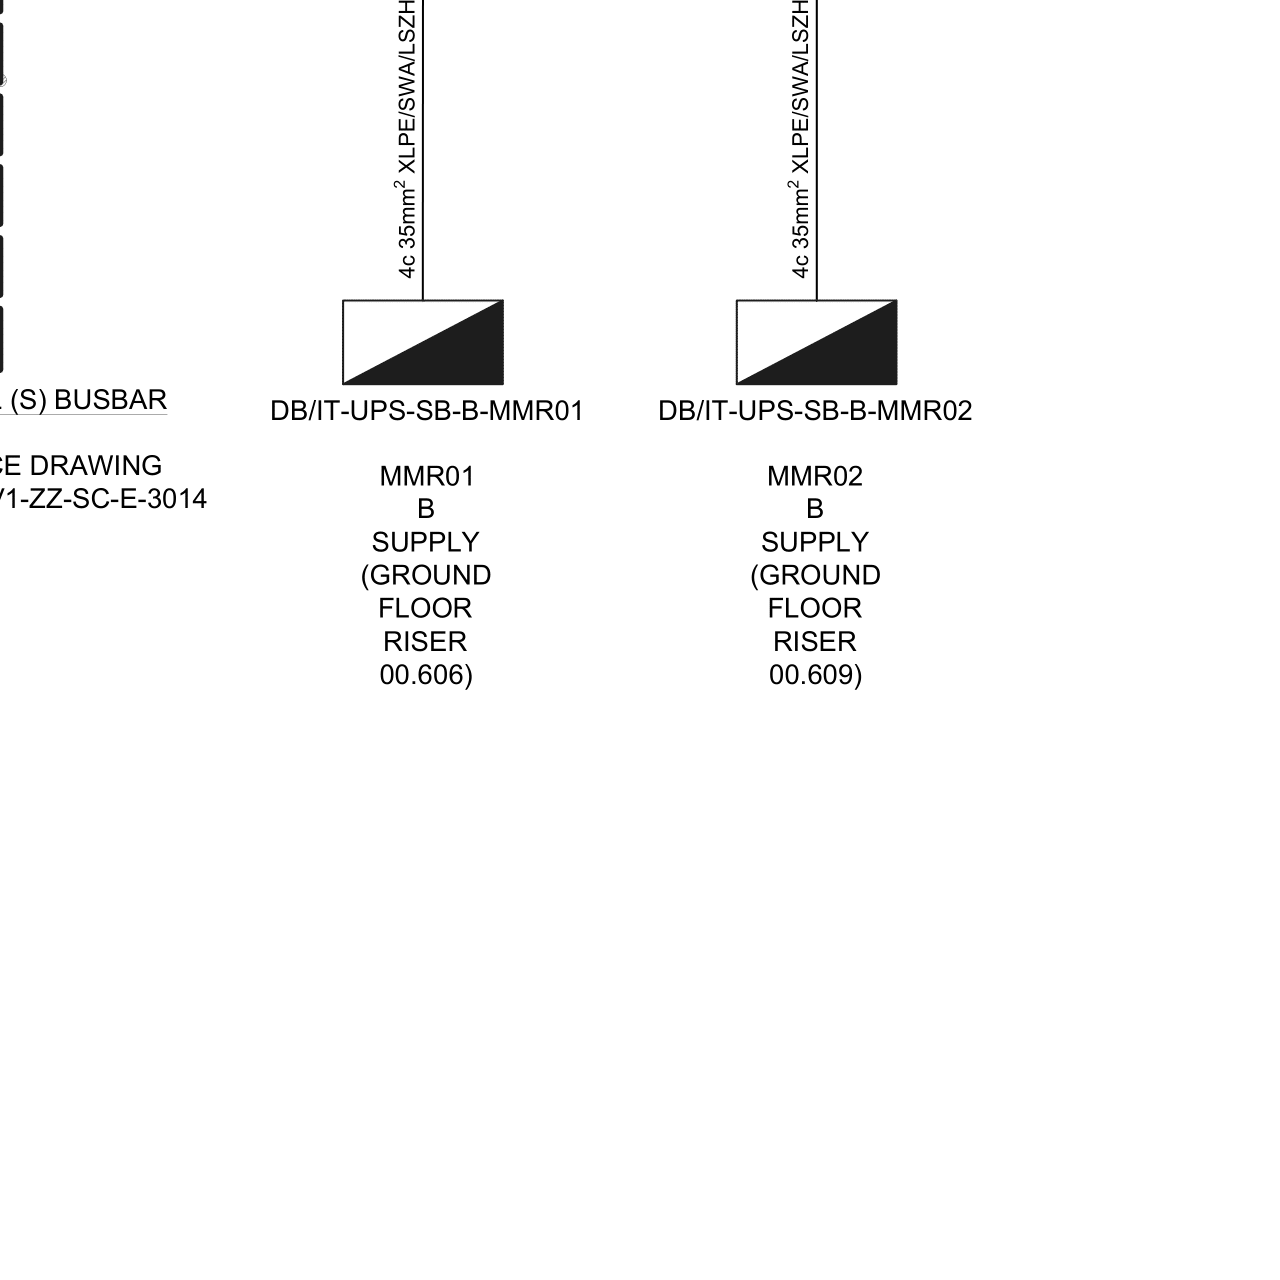 4c 35mm² XLPE/SWA/LSZH
4c 35mm² XLPE/SWA/LSZH
(S) BUSBAR
DRAWING
/1-ZZ-SC-E-3014
DB/IT-UPS-SB-B-MMR01
MMR01
B
SUPPLY
(GROUND
FLOOR
RISER
00.606)
DB/IT-UPS-SB-B-MMR02
MMR02
B
SUPPLY
(GROUND
FLOOR
RISER
00.609)